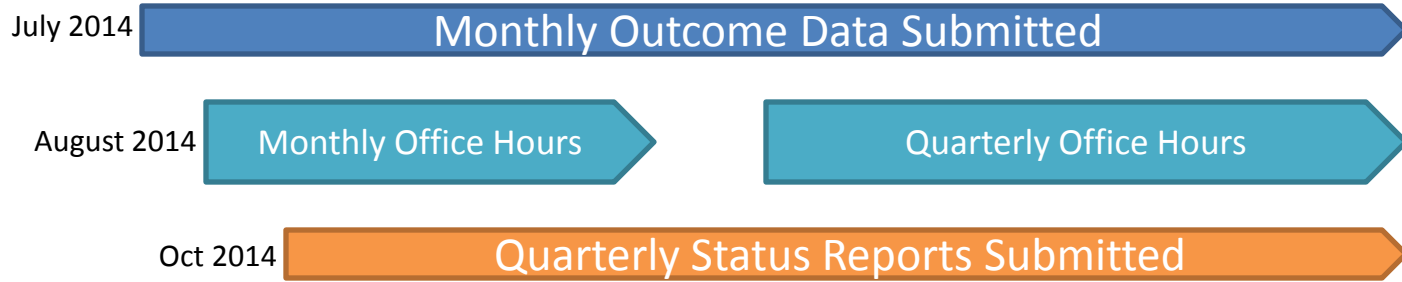 July 2014 Monthly Outcome Data Submitted
August 2014 Monthly Office Hours Quarterly Office Hours
Oct 2014 Quarterly Status Reports Submitted